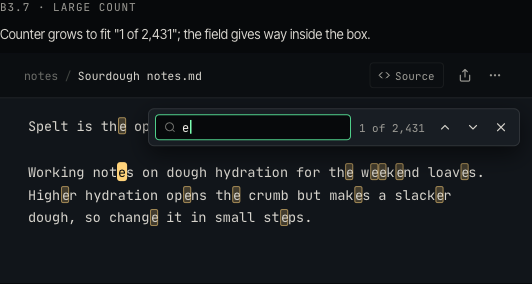 B3.7 · LARGE COUNT
Counter grows to fit "1 of 2,431"; the field gives way inside the box.
notes / Sourdough notes.md
<> Source
Spelt is the op
e
1 of 2,431
Working notes on dough hydration for the weekend loaves.
Higher hydration opens the crumb but makes a slacker
dough, so change it in small steps.